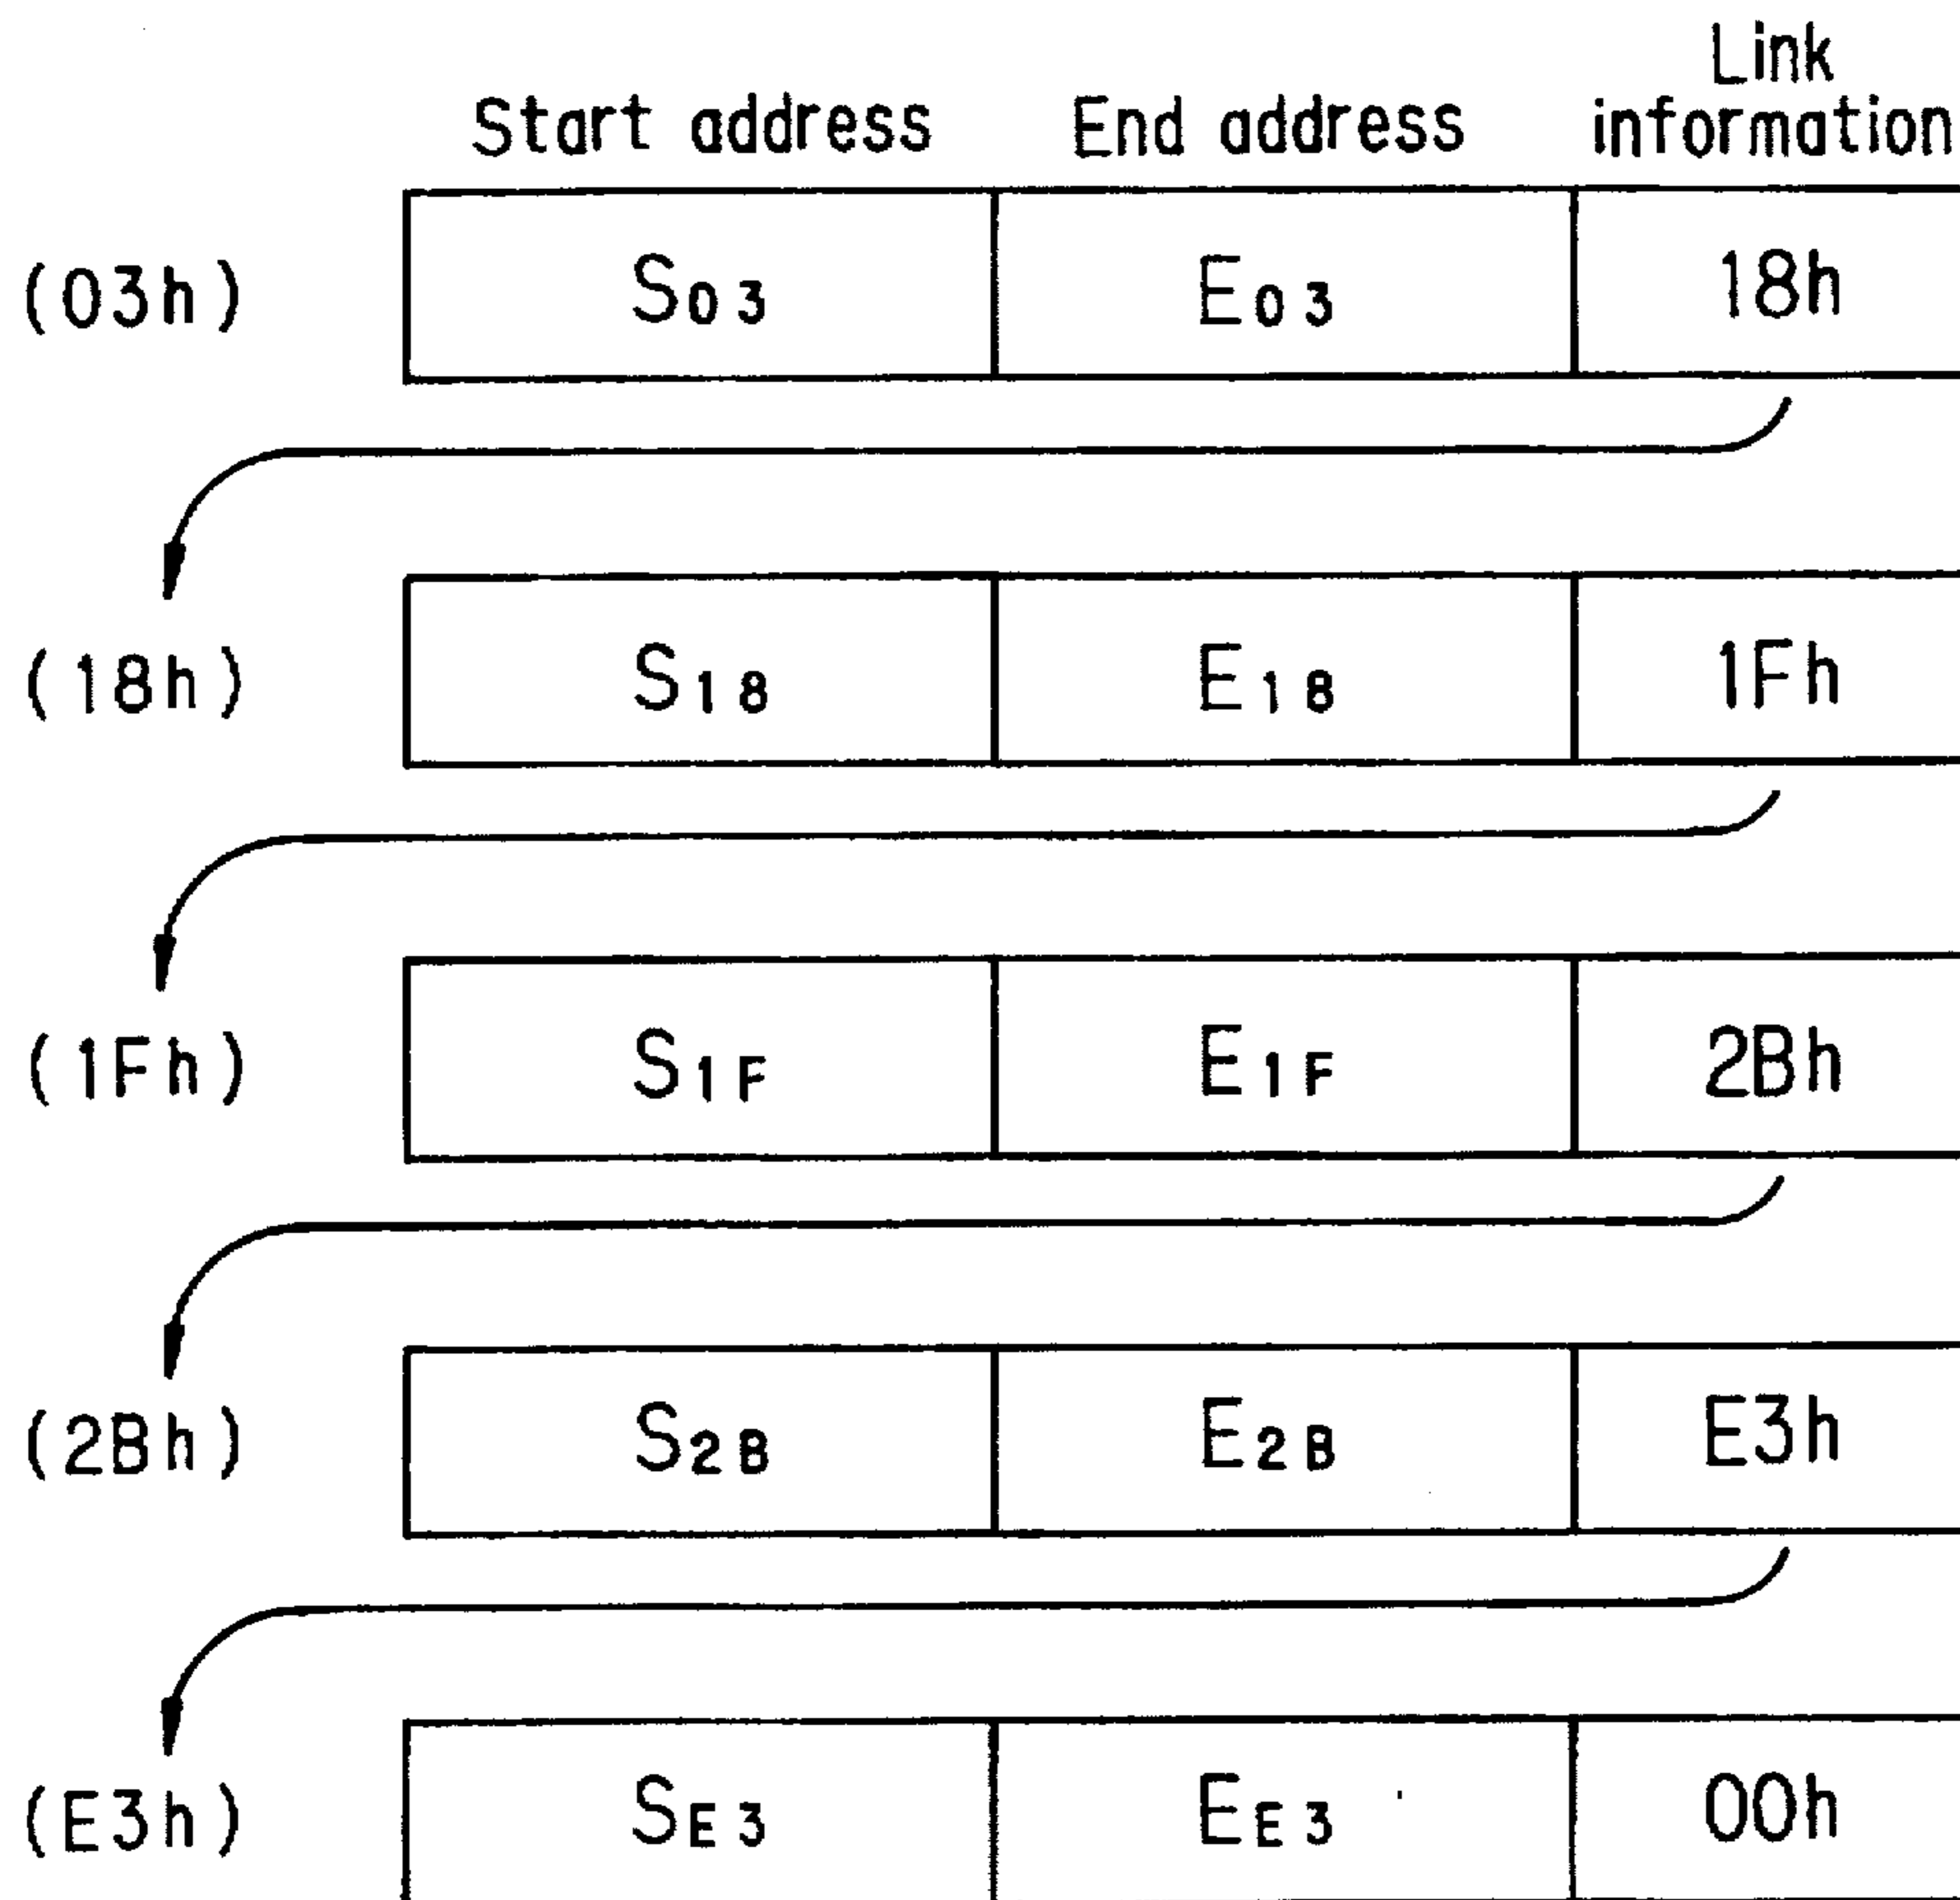 Link
Start address End address information
(03h) S03 E03 18h
(18h) S18 E18 1Fh
(1Fh) S1F E1F 2Bh
(2Bh) S2B E2B E3h
(E3h) SE3 EE3 00h